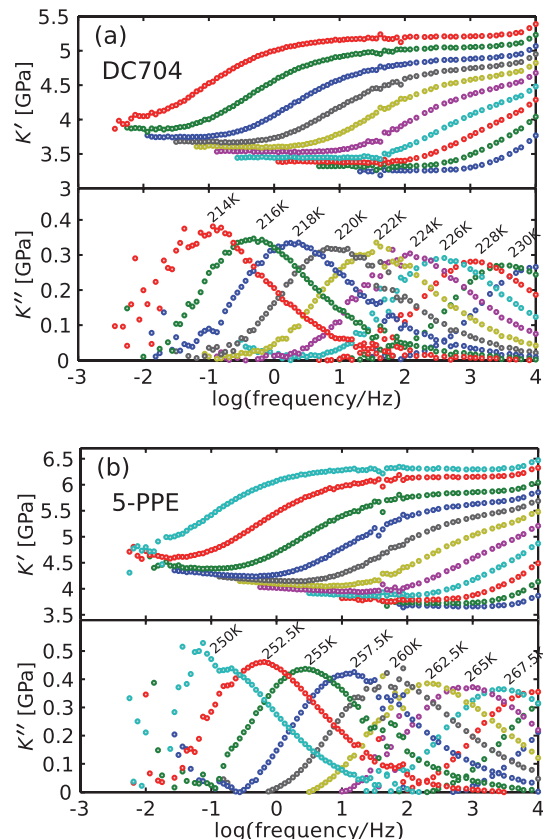 (a)
DC704
K′ [GPa]
5.5
5
4.5
4
3.5
3
K″ [GPa]
0.4
0.3
0.2
0.1
0
214K
216K
218K
220K
222K
224K
226K
228K
230K
-3 -2 -1 0 1 2 3 4
log(frequency/Hz)
(b)
5-PPE
K′ [GPa]
6.5
6
5.5
5
4.5
4
3.5
K″ [GPa]
0.5
0.4
0.3
0.2
0.1
0
250K
252.5K
255K
257.5K
260K
262.5K
265K
267.5K
-3 -2 -1 0 1 2 3 4
log(frequency/Hz)